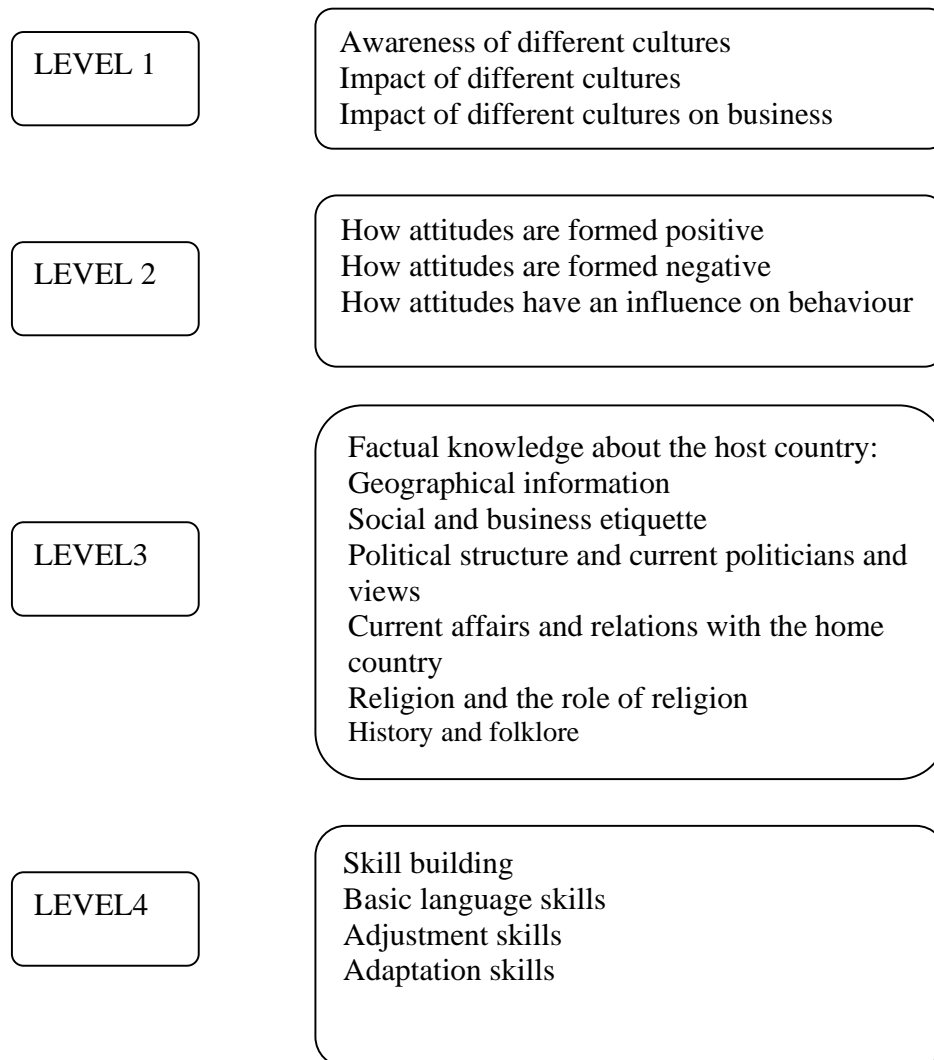 LEVEL 1
Awareness of different cultures
Impact of different cultures
Impact of different cultures on business
LEVEL 2
How attitudes are formed positive
How attitudes are formed negative
How attitudes have an influence on behaviour
LEVEL3
Factual knowledge about the host country:
Geographical information
Social and business etiquette
Political structure and current politicians and
views
Current affairs and relations with the home
country
Religion and the role of religion
History and folklore
LEVEL4
Skill building
Basic language skills
Adjustment skills
Adaptation skills